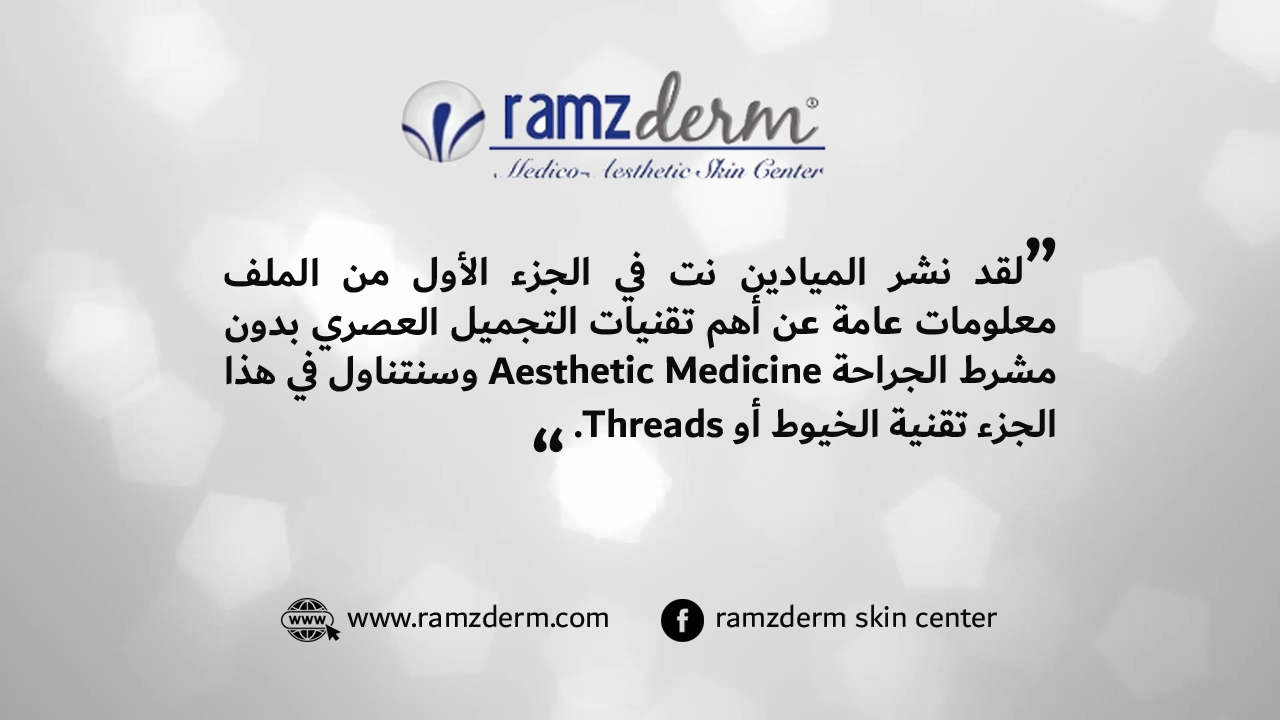 ramzderm®
Medico-Aesthetic Skin Center
”لقد نشر الميادين نت في الجزء الأول من الملف
معلومات عامة عن أهم تقنيات التجميل العصري بدون
مشرط الجراحة Aesthetic Medicine وسنتناول في هذا
الجزء تقنية الخيوط أو Threads.“
www www.ramzderm.com
f ramzderm skin center